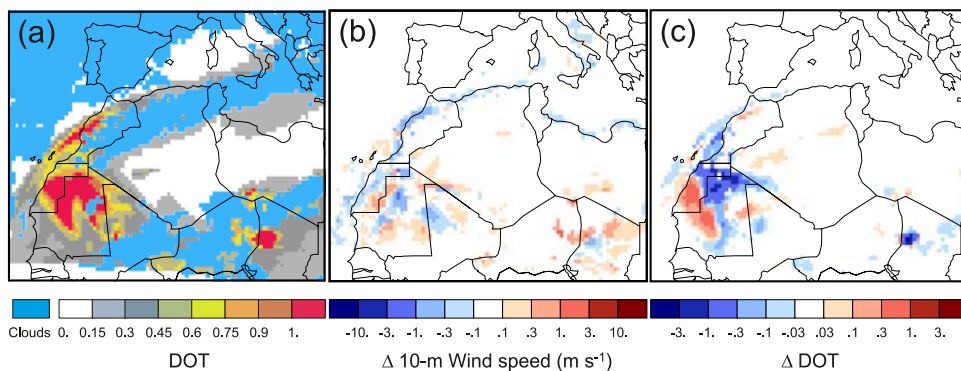 (a) (b) (c)
Clouds 0. 0.15 0.3 0.45 0.6 0.75 0.9 1. -10. -3. -1. -.3 -.1 .1 .3 1. 3. 10. -3. -1. -.3 -.1 -.03 .03 .1 .3 1. 3.
DOT Δ 10-m Wind speed (m s⁻¹) Δ DOT